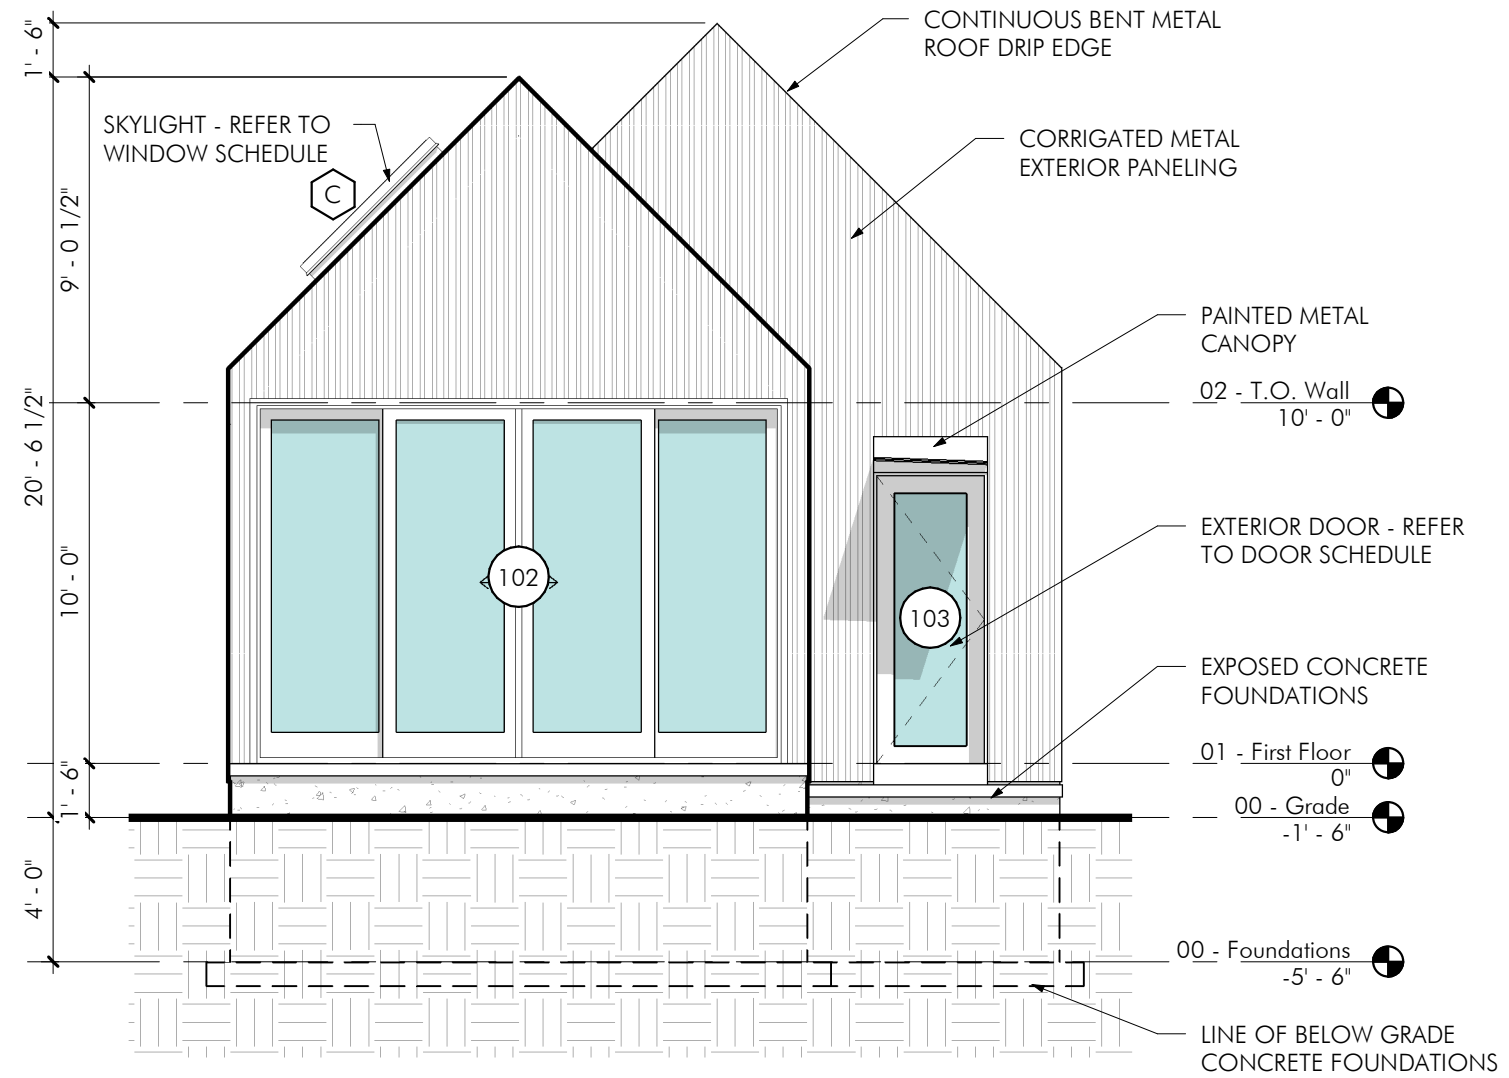 CONTINUOUS BENT METAL
ROOF DRIP EDGE
1' - 6"
SKYLIGHT - REFER TO
WINDOW SCHEDULE
C
CORRIGATED METAL
EXTERIOR PANELING
9' - 0 1/2"
PAINTED METAL
CANOPY
02 - T.O. Wall
10' - 0"
20' - 6 1/2"
EXTERIOR DOOR - REFER
TO DOOR SCHEDULE
10' - 0"
102
103
EXPOSED CONCRETE
FOUNDATIONS
01 - First Floor
0"
1' - 6"
00 - Grade
-1' - 6"
4' - 0"
00 - Foundations
-5' - 6"
LINE OF BELOW GRADE
CONCRETE FOUNDATIONS